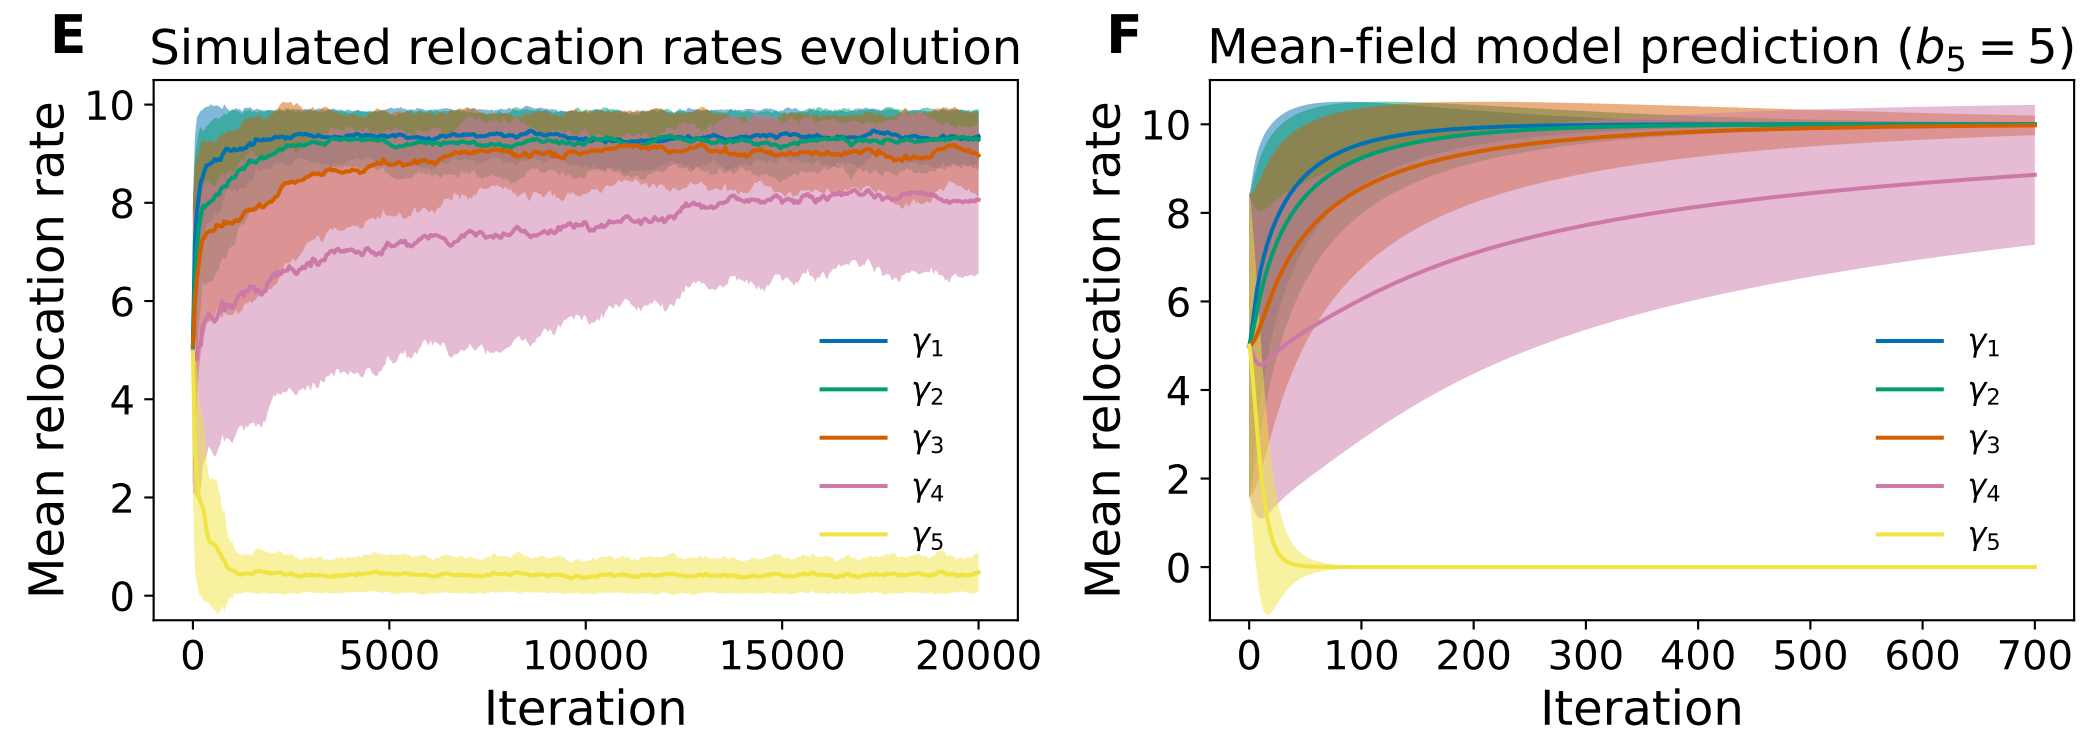 E
Simulated relocation rates evolution
Mean relocation rate
10
8
6
4
2
0
γ₁
γ₂
γ₃
γ₄
γ₅
0 5000 10000 15000 20000
Iteration
F
Mean-field model prediction (b₅ = 5)
Mean relocation rate
10
8
6
4
2
0
γ₁
γ₂
γ₃
γ₄
γ₅
0 100 200 300 400 500 600 700
Iteration